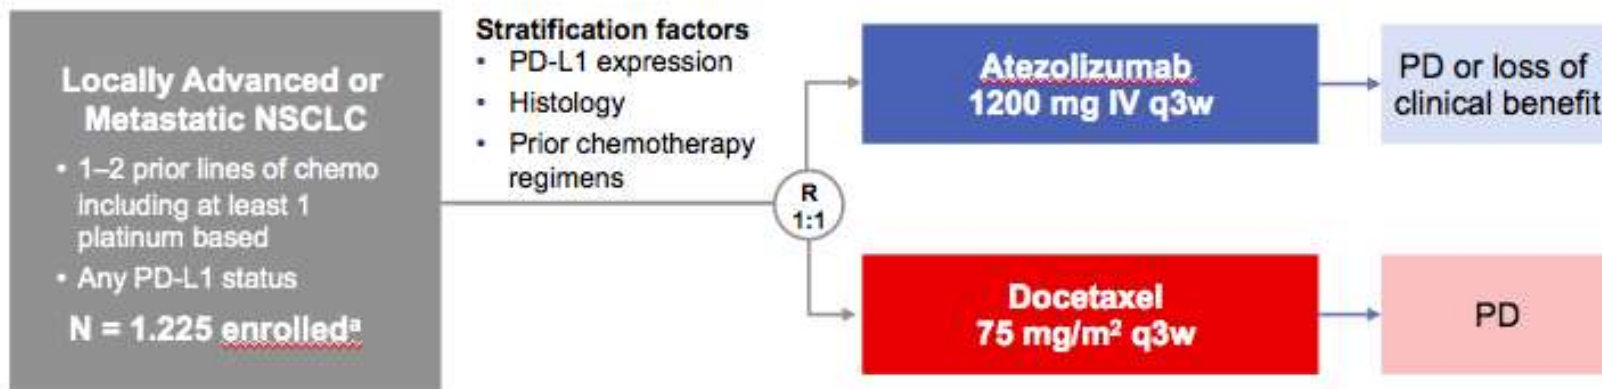 Locally Advanced or
Metastatic NSCLC
• 1–2 prior lines of chemo
including at least 1
platinum based
• Any PD-L1 status
N = 1.225 enrolledᵃ
Stratification factors
• PD-L1 expression
• Histology
• Prior chemotherapy
regimens
R
1:1
Atezolizumab
1200 mg IV q3w
PD or loss of
clinical benefit
Docetaxel
75 mg/m² q3w
PD